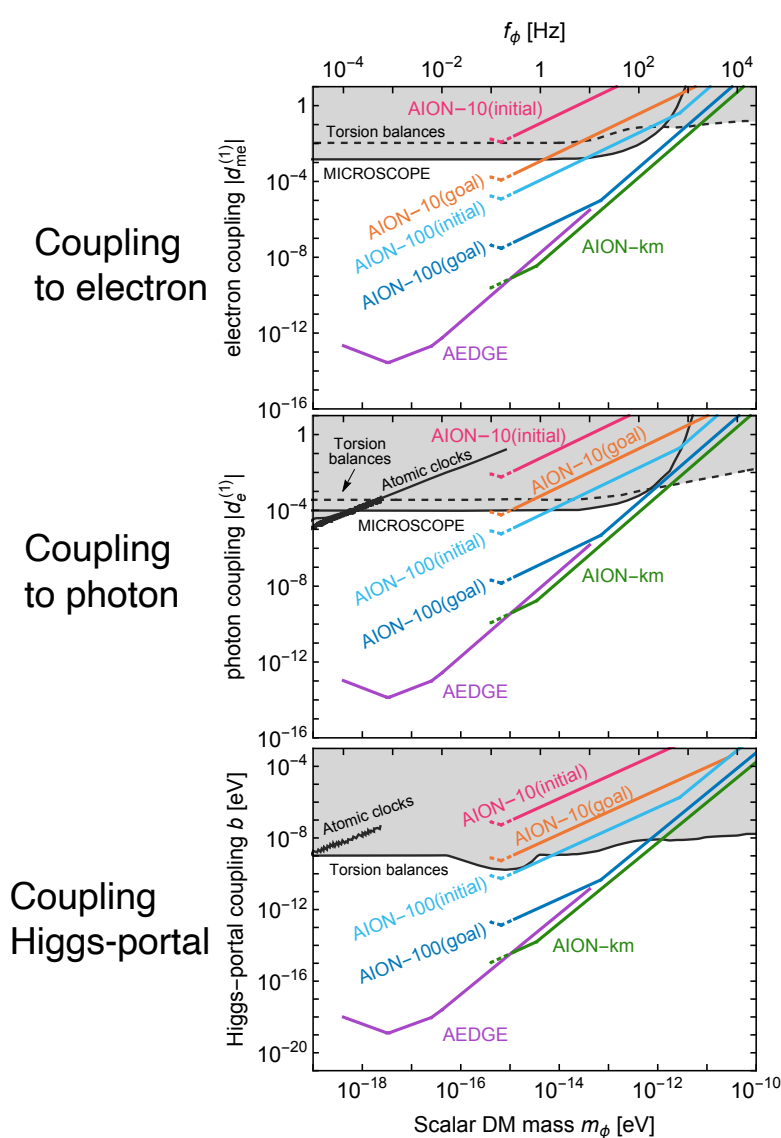 f_ϕ [Hz]
10⁻⁴ 10⁻² 1 10² 10⁴
Coupling
to electron
electron coupling |d_me^(1)|
1
10⁻⁴
10⁻⁸
10⁻¹²
10⁻¹⁶
AION−10(initial)
Torsion balances
MICROSCOPE
AION−10(goal)
AION−100(initial)
AION−100(goal)
AION−km
AEDGE
Coupling
to photon
photon coupling |d_e^(1)|
1
10⁻⁴
10⁻⁸
10⁻¹²
10⁻¹⁶
AION−10(initial)
Torsion
balances
Atomic clocks
AION−10(goal)
MICROSCOPE
AION−100(initial)
AION−100(goal)
AION−km
AEDGE
Coupling
Higgs-portal
Higgs−portal coupling b [eV]
10⁻⁴
10⁻⁸
10⁻¹²
10⁻¹⁶
10⁻²⁰
AION−10(initial)
Atomic clocks
AION−10(goal)
Torsion balances
AION−100(initial)
AION−100(goal)
AION−km
AEDGE
10⁻¹⁸ 10⁻¹⁶ 10⁻¹⁴ 10⁻¹² 10⁻¹⁰
Scalar DM mass m_ϕ [eV]